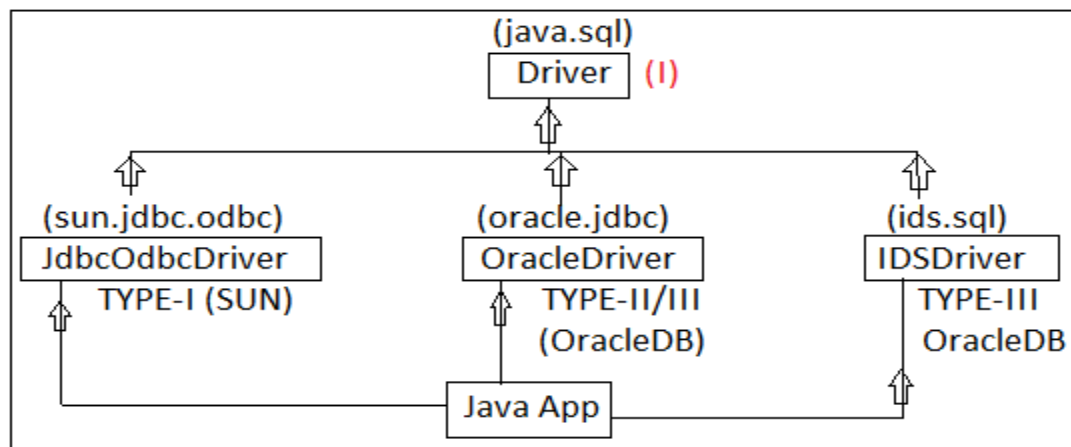 (java.sql)
Driver (I)
(sun.jdbc.odbc)
JdbcOdbcDriver
TYPE-I (SUN)
(oracle.jdbc)
OracleDriver
TYPE-II/III
(OracleDB)
(ids.sql)
IDSDriver
TYPE-III
OracleDB
Java App